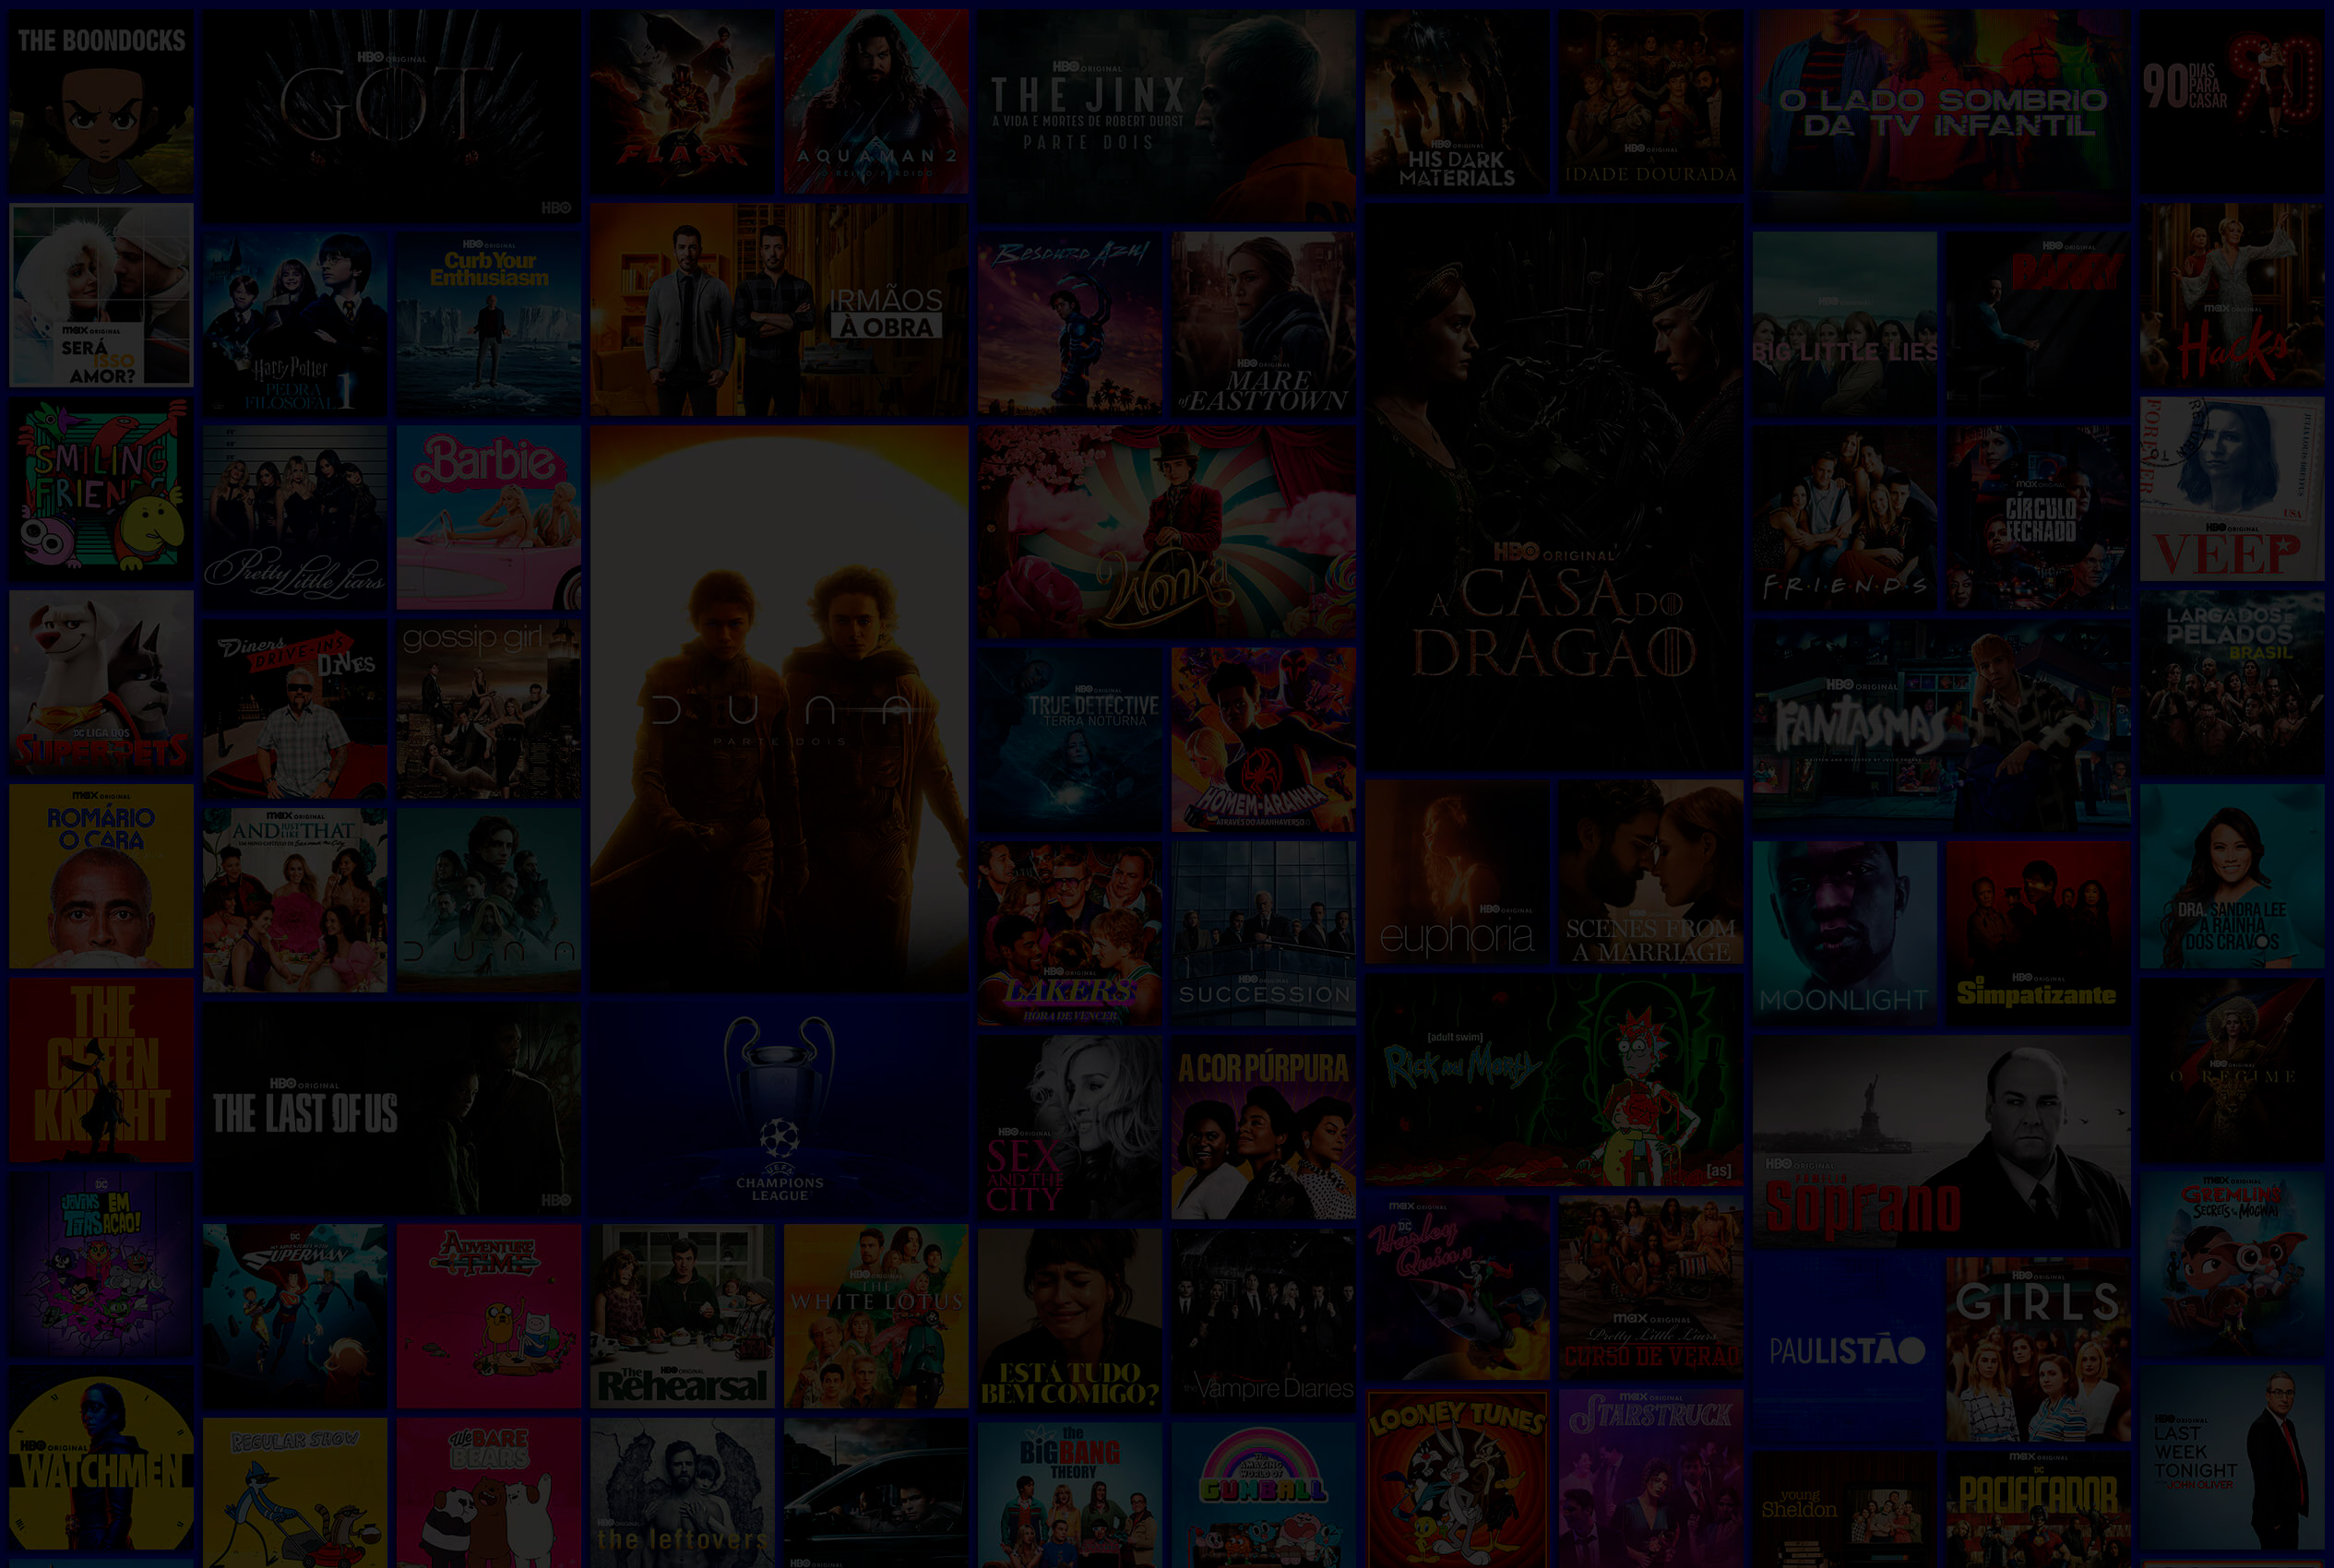 THE BOONDOCKS
HBO ORIGINAL
GOT
HBO
FLASH
AQUAMAN 2
O REINO PERDIDO
HBO ORIGINAL
THE JINX
A VIDA E MORTES DE ROBERT DURST
PARTE DOIS
HBO ORIGINAL
HIS DARK
MATERIALS
HBO ORIGINAL
A IDADE DOURADA
O LADO SOMBRIO
DA TV INFANTIL
90 DIAS
PARA
CASAR
90
max ORIGINAL
SERÁ
ISSO
AMOR?
Harry Potter
PEDRA
FILOSOFAL 1
HBO ORIGINAL
Curb Your
Enthusiasm
IRMÃOS
À OBRA
Besouro Azul
HBO ORIGINAL
MARE
of EASTTOWN
HBO ORIGINAL
BIG LITTLE LIES
HBO ORIGINAL
BARRY
max ORIGINAL
Hacks
SMILING
FRIENDS
Pretty Little Liars
Barbie
DUNA
PARTE DOIS
Wonka
HBO ORIGINAL
A CASA DO
DRAGÃO
F·R·I·E·N·D·S
max ORIGINAL
CÍRCULO
FECHADO
FOREVER
USA
HBO ORIGINAL
VEEP
DC LIGA DOS
SUPERPETS
Diners
DRIVE-INS
DIVES
gossip girl
HBO ORIGINAL
TRUE DETECTIVE
TERRA NOTURNA
HOMEM-ARANHA
ATRAVÉS DO ARANHAVERSO
HBO ORIGINAL
FANTASMAS
LARGADOS E
PELADOS
BRASIL
max ORIGINAL
ROMÁRIO
O CARA
max ORIGINAL
AND JUST LIKE THAT
DUNA
HBO ORIGINAL
LAKERS
HORA DE VENCER
HBO ORIGINAL
SUCCESSION
HBO ORIGINAL
euphoria
HBO ORIGINAL
SCENES FROM
A MARRIAGE
MOONLIGHT
HBO ORIGINAL
O Simpatizante
DRA. SANDRA LEE
A RAINHA
DOS CRAVOS
THE
GREEN
KNIGHT
HBO ORIGINAL
THE LAST OF US
HBO
UEFA
CHAMPIONS
LEAGUE
HBO ORIGINAL
SEX
AND THE
CITY
A COR PÚRPURA
[adult swim]
Rick and Morty
[as]
HBO ORIGINAL
FAMÍLIA
Soprano
HBO ORIGINAL
O REGIME
DC
JOVENS EM
TITÃS AÇÃO!
DC
SUPERMAN
ADVENTURE
TIME
The HBO ORIGINAL
Rehearsal
HBO ORIGINAL
THE
WHITE LOTUS
ESTÁ TUDO
BEM COMIGO?
the Vampire Diaries
max ORIGINAL
DC
Harley
Quinn
max ORIGINAL
Pretty Little Liars
CURSO DE VERÃO
PAULISTÃO
HBO ORIGINAL
GIRLS
max ORIGINAL
GREMLINS
SECRETS of the MOGWAI
HBO ORIGINAL
WATCHMEN
REGULAR SHOW
We BARE
BEARS
HBO ORIGINAL
the leftovers
HBO ORIGINAL
the
BIG BANG
THEORY
THE
AMAZING
WORLD OF
GUMBALL
LOONEY TUNES
max ORIGINAL
STARSTRUCK
young
Sheldon
max ORIGINAL
DC
PACIFICADOR
HBO ORIGINAL
LAST
WEEK
TONIGHT
WITH JOHN OLIVER